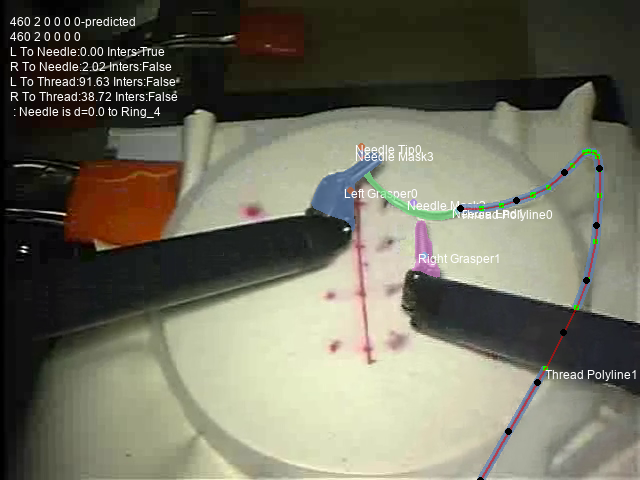 460 2 0 0 0 0-predicted
460 2 0 0 0 0
L To Needle:0.00 Inters:True
R To Needle:2.02 Inters:False
L To Thread:91.63 Inters:False
R To Thread:38.72 Inters:False
: Needle is d=0.0 to Ring_4
Needle Tip0
Needle Mask3
Left Grasper0
Needle
Thread Polyline0
Right Grasper1
Thread Polyline1